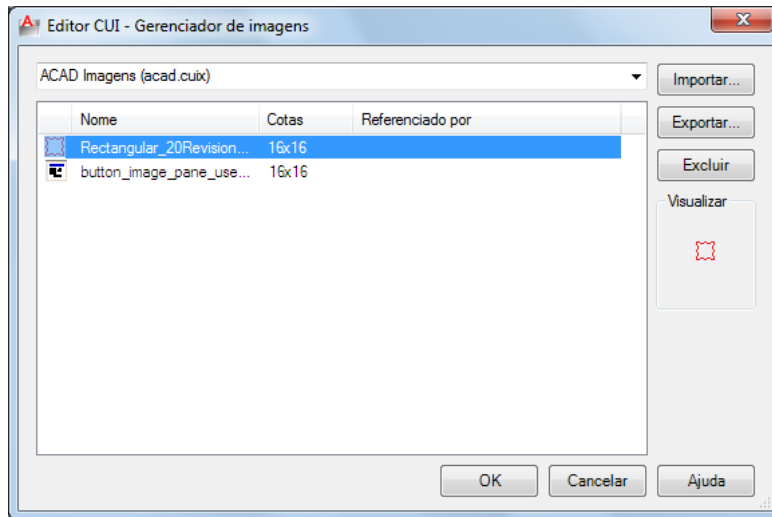 Editor CUI - Gerenciador de imagens
ACAD Imagens (acad.cuix)
Importar...
Nome Cotas Referenciado por
Exportar...
Rectangular_20Revision... 16x16
button_image_pane_use... 16x16
Excluir
Visualizar
OK Cancelar Ajuda